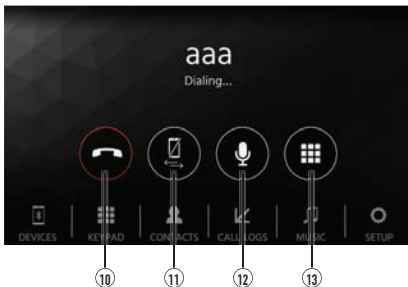 aaa
Dialing...
DEVICES KEYPAD CONTACTS CALL LOGS MUSIC SETUP
⑩ ⑪ ⑫ ⑬